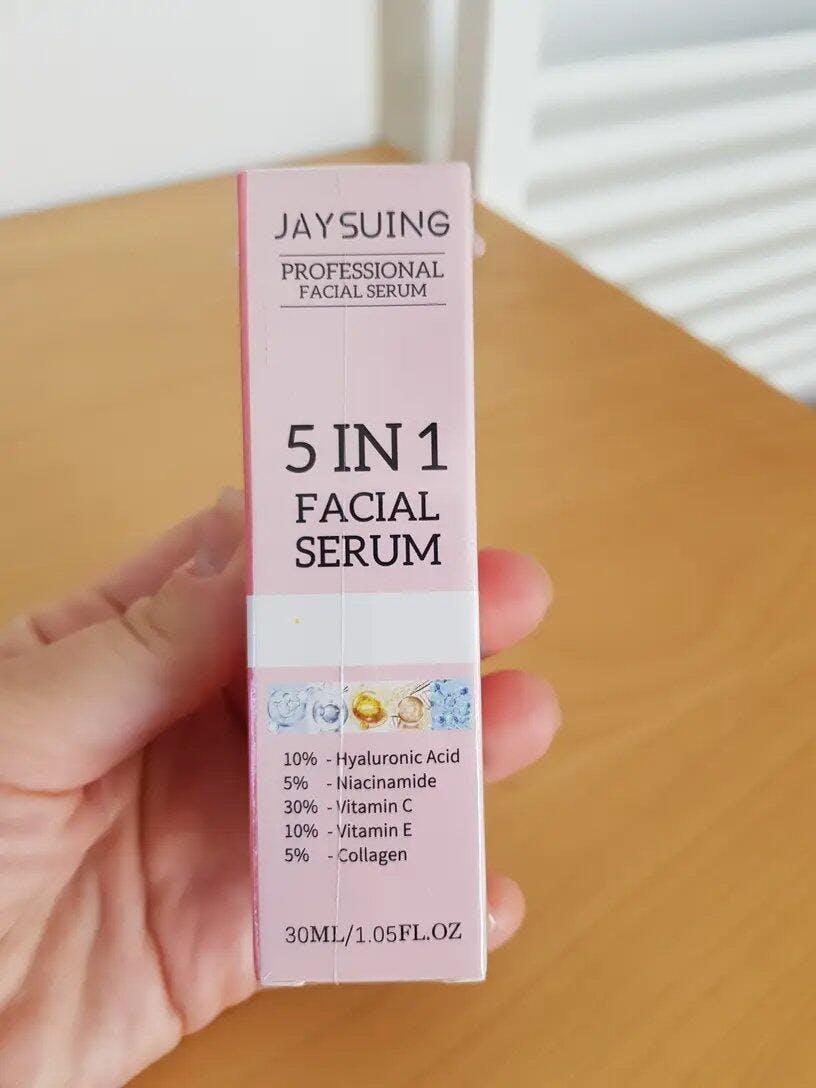 JAYSUING
PROFESSIONAL
FACIAL SERUM
5 IN 1
FACIAL
SERUM
10% - Hyaluronic Acid
5% - Niacinamide
30% - Vitamin C
10% - Vitamin E
5% - Collagen
30ML/1.05FL.OZ